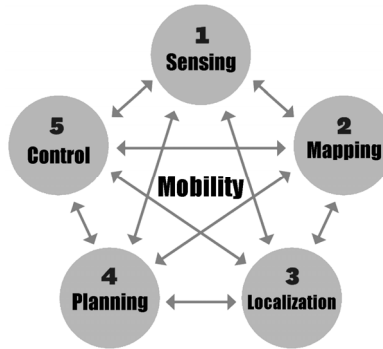 1
Sensing
5
Control
2
Mapping
Mobility
4
Planning
3
Localization